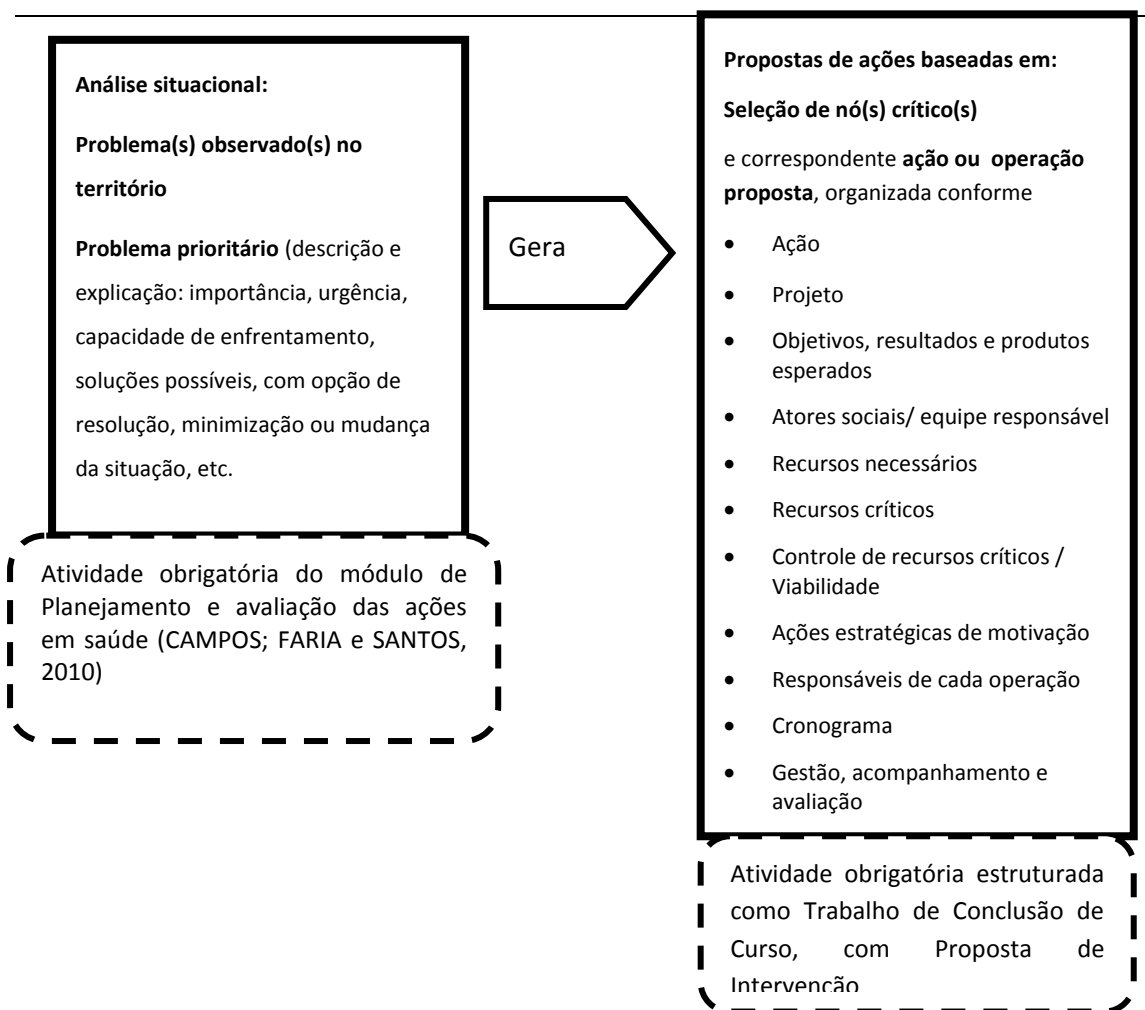 Análise situacional:
Problema(s) observado(s) no
território
Problema prioritário (descrição e
explicação: importância, urgência,
capacidade de enfrentamento,
soluções possíveis, com opção de
resolução, minimização ou mudança
da situação, etc.
Atividade obrigatória do módulo de
Planejamento e avaliação das ações
em saúde (CAMPOS; FARIA e SANTOS,
2010)
Gera
Propostas de ações baseadas em:
Seleção de nó(s) crítico(s)
e correspondente ação ou operação
proposta, organizada conforme
• Ação
• Projeto
• Objetivos, resultados e produtos
esperados
• Atores sociais/ equipe responsável
• Recursos necessários
• Recursos críticos
• Controle de recursos críticos /
Viabilidade
• Ações estratégicas de motivação
• Responsáveis de cada operação
• Cronograma
• Gestão, acompanhamento e
avaliação
Atividade obrigatória estruturada
como Trabalho de Conclusão de
Curso, com Proposta de
Intervenção